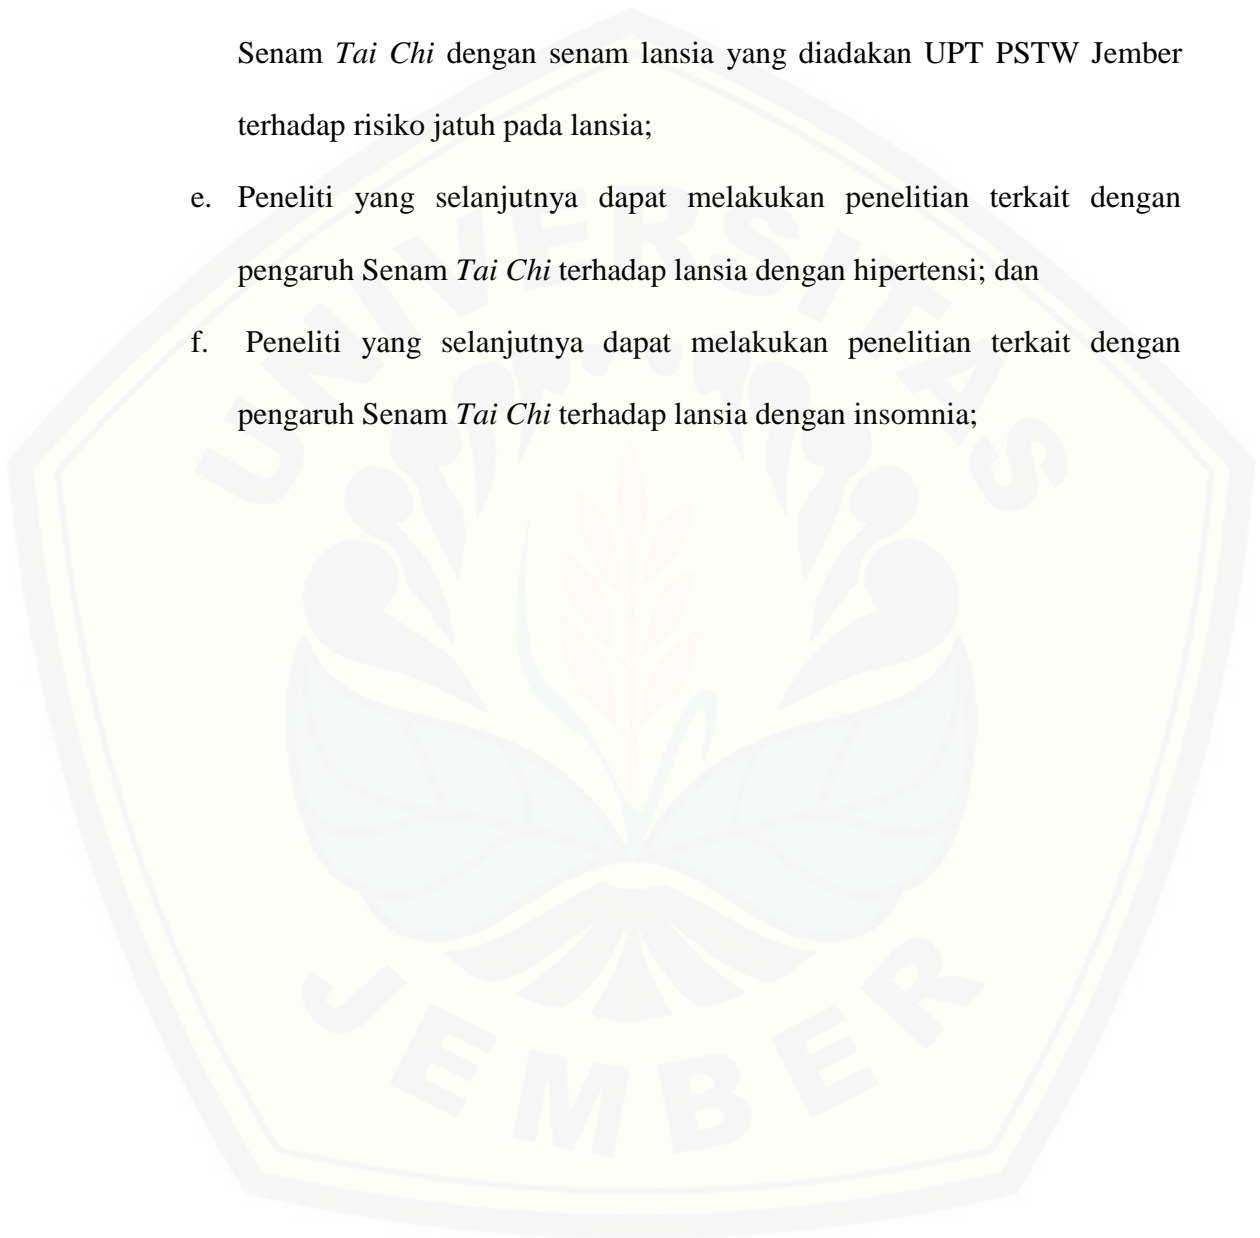 Senam Tai Chi dengan senam lansia yang diadakan UPT PSTW Jember
terhadap risiko jatuh pada lansia;
e. Peneliti yang selanjutnya dapat melakukan penelitian terkait dengan
pengaruh Senam Tai Chi terhadap lansia dengan hipertensi; dan
f. Peneliti yang selanjutnya dapat melakukan penelitian terkait dengan
pengaruh Senam Tai Chi terhadap lansia dengan insomnia;
UNIVERSITAS
JEMBER